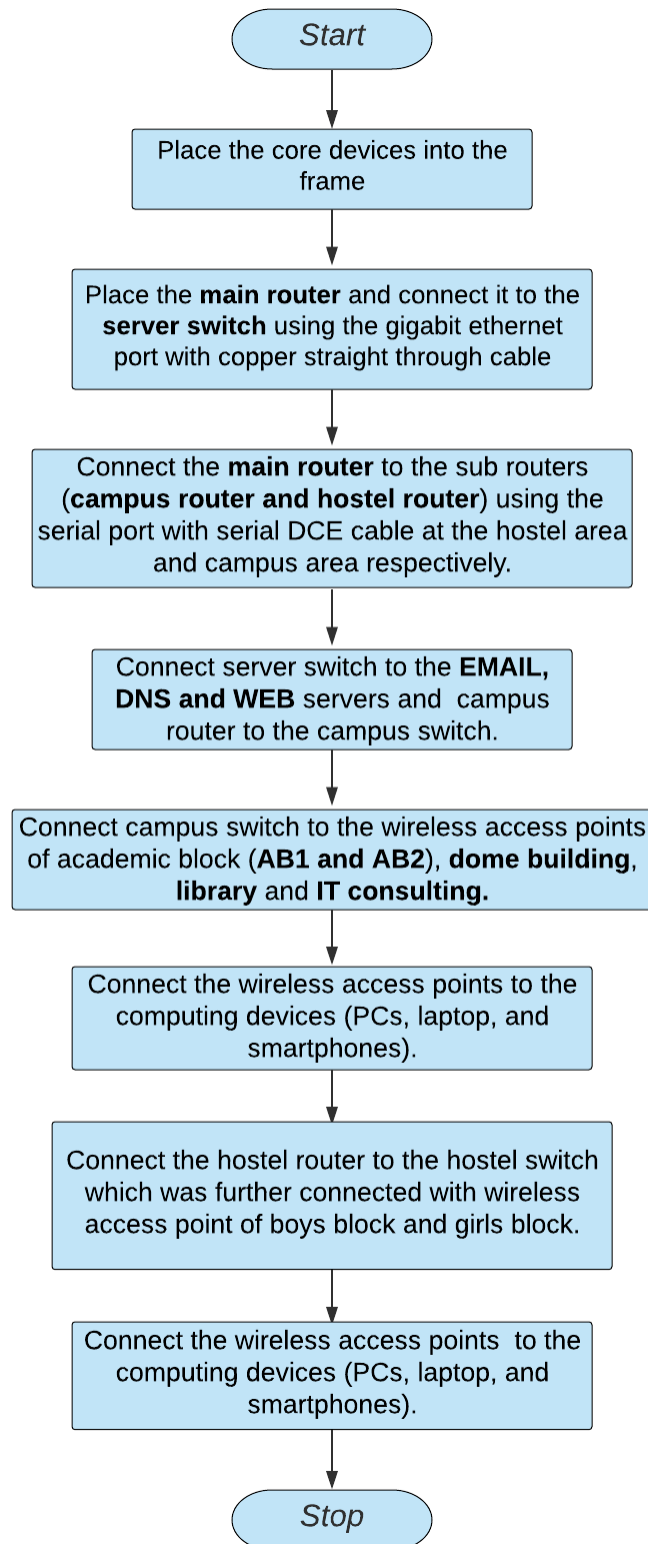 Start
Place the core devices into the
frame
Place the main router and connect it to the
server switch using the gigabit ethernet
port with copper straight through cable
Connect the main router to the sub routers
(campus router and hostel router) using the
serial port with serial DCE cable at the hostel area
and campus area respectively.
Connect server switch to the EMAIL,
DNS and WEB servers and  campus
router to the campus switch.
Connect campus switch to the wireless access points
of academic block (AB1 and AB2), dome building,
library and IT consulting.
Connect the wireless access points to the
computing devices (PCs, laptop, and
smartphones).
Connect the hostel router to the hostel switch
which was further connected with wireless
access point of boys block and girls block.
Connect the wireless access points  to the
computing devices (PCs, laptop, and
smartphones).
Stop